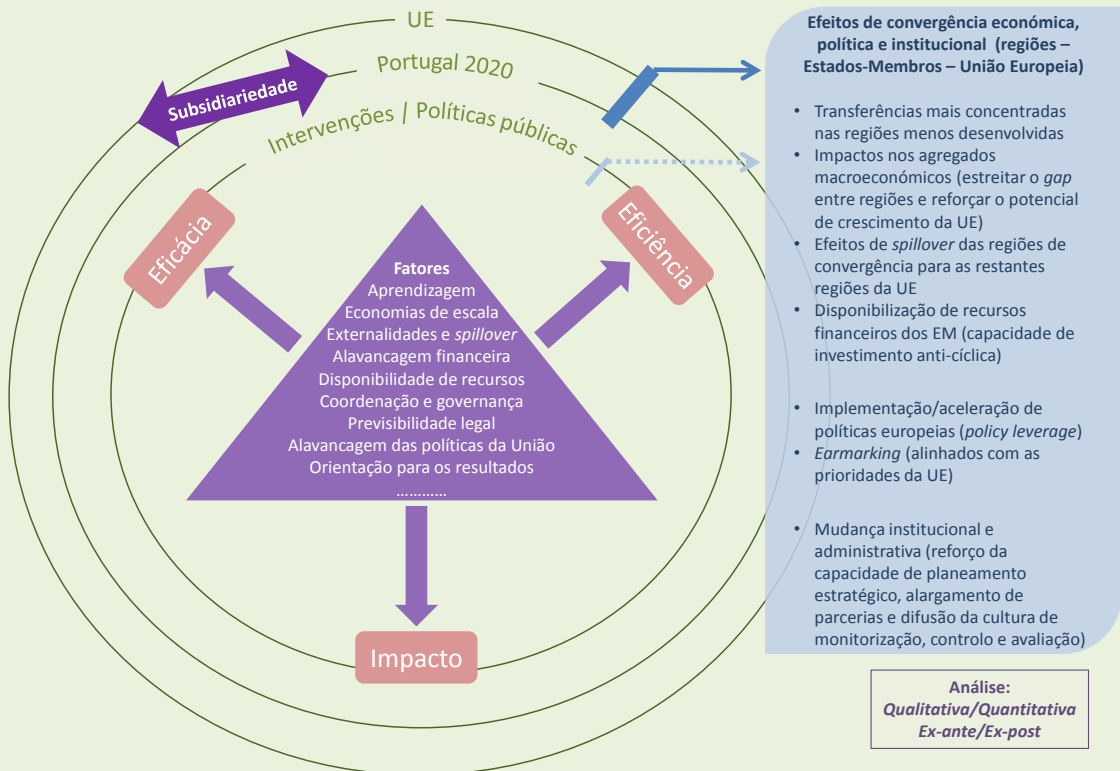 UE
Portugal 2020
Intervenções | Políticas públicas
Subsidiariedade
Eficácia
Eficiência
Fatores
Aprendizagem
Economias de escala
Externalidades e spillover
Alavancagem financeira
Disponibilidade de recursos
Coordenação e governança
Previsibilidade legal
Alavancagem das políticas da União
Orientação para os resultados
…………
Impacto
Efeitos de convergência económica,
política e institucional (regiões –
Estados-Membros – União Europeia)
• Transferências mais concentradas
nas regiões menos desenvolvidas
• Impactos nos agregados
macroeconómicos (estreitar o gap
entre regiões e reforçar o potencial
de crescimento da UE)
• Efeitos de spillover das regiões de
convergência para as restantes
regiões da UE
• Disponibilização de recursos
financeiros dos EM (capacidade de
investimento anti-cíclica)
• Implementação/aceleração de
políticas europeias (policy leverage)
• Earmarking (alinhados com as
prioridades da UE)
• Mudança institucional e
administrativa (reforço da
capacidade de planeamento
estratégico, alargamento de
parcerias e difusão da cultura de
monitorização, controlo e avaliação)
Análise:
Qualitativa/Quantitativa
Ex-ante/Ex-post